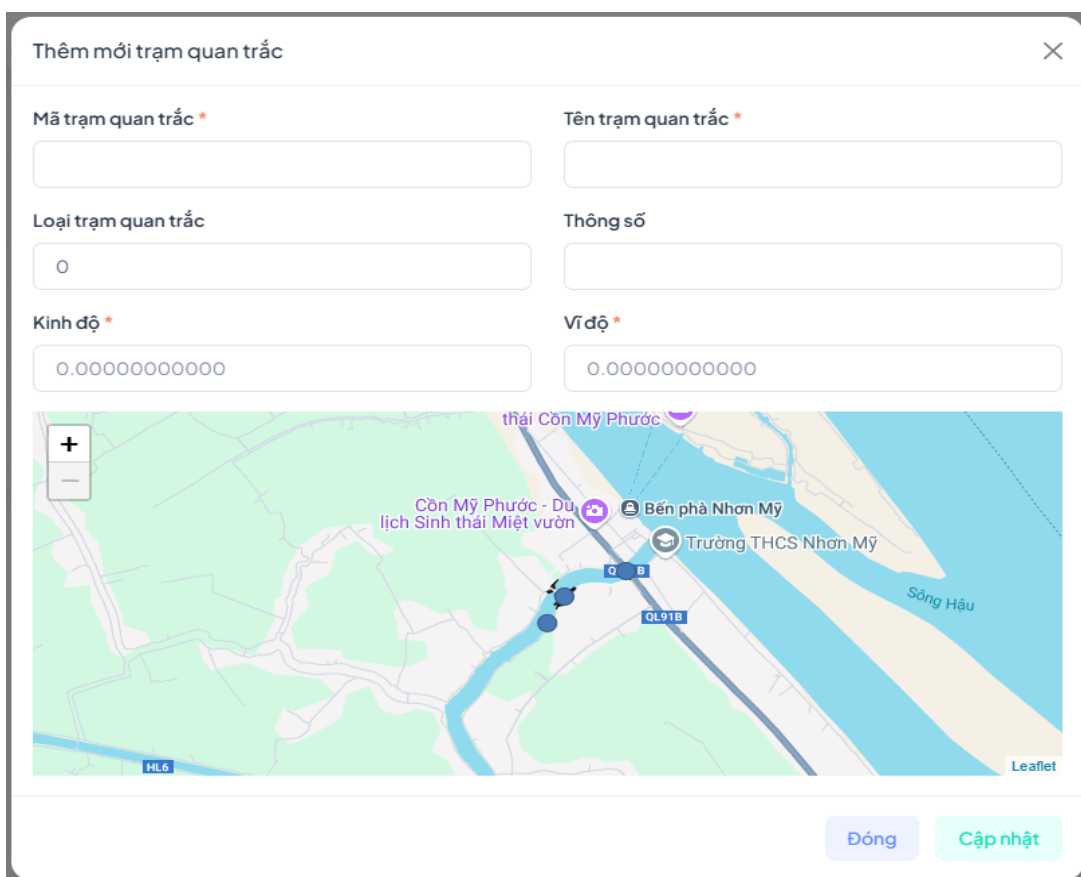 Thêm mới trạm quan trắc
Mã trạm quan trắc *
Tên trạm quan trắc *
Loại trạm quan trắc
Thông số
0
Kinh độ *
Vĩ độ *
0.00000000000
0.00000000000
+
−
thái Cồn Mỹ Phước
Cồn Mỹ Phước - Du
lịch Sinh thái Miệt vườn
Bến phà Nhơn Mỹ
Trường THCS Nhơn Mỹ
Q B
Sông Hậu
QL91B
HL6
Leaflet
Đóng
Cập nhật